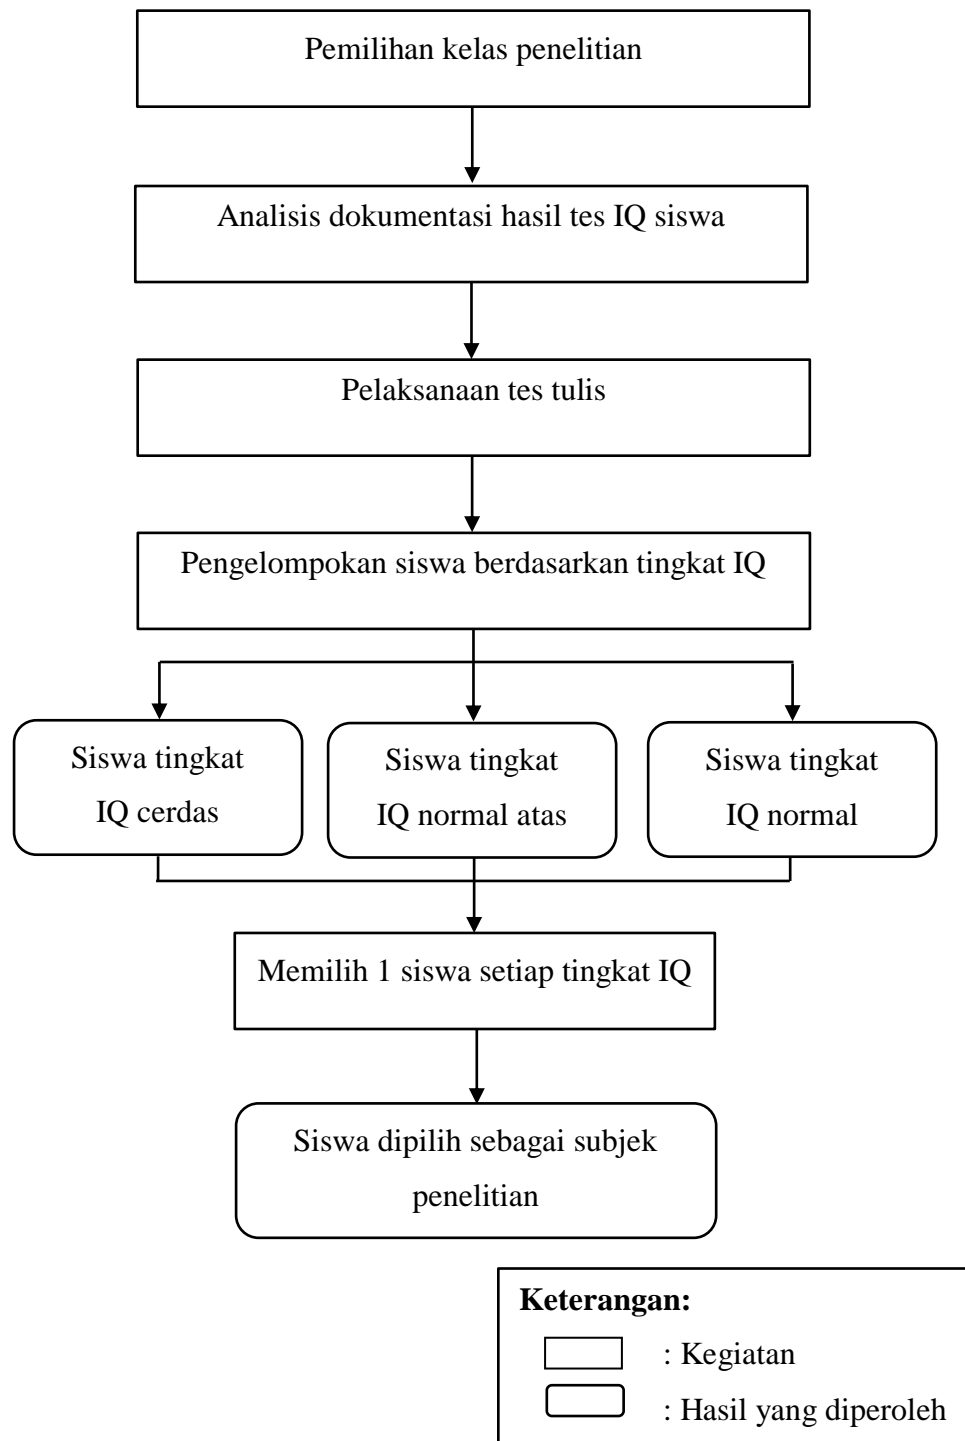 Pemilihan kelas penelitian
Analisis dokumentasi hasil tes IQ siswa
Pelaksanaan tes tulis
Pengelompokan siswa berdasarkan tingkat IQ
Siswa tingkat
IQ cerdas
Siswa tingkat
IQ normal atas
Siswa tingkat
IQ normal
Memilih 1 siswa setiap tingkat IQ
Siswa dipilih sebagai subjek
penelitian
Keterangan:
: Kegiatan
: Hasil yang diperoleh